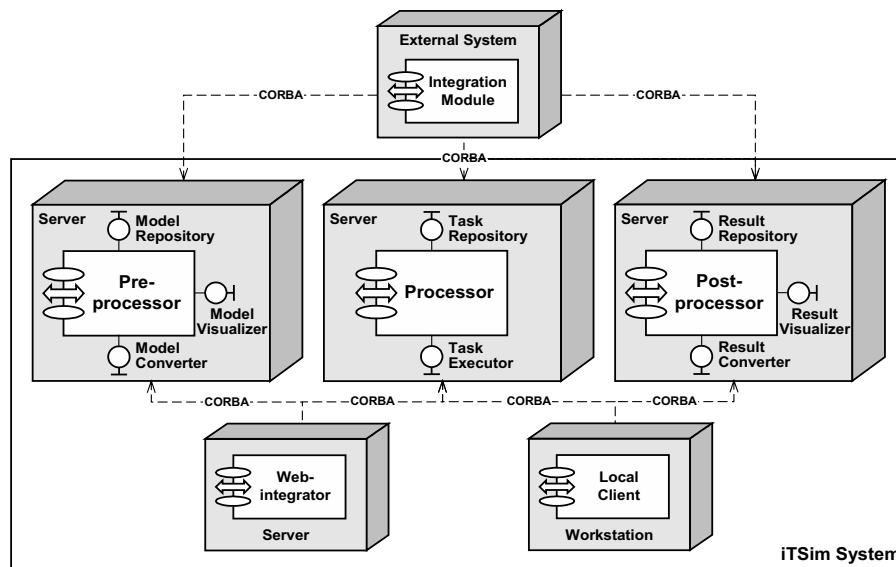 External System
Integration
Module
CORBA
CORBA
CORBA
Server
Model
Repository
Pre-
processor
Model
Visualizer
Model
Converter
Server
Task
Repository
Processor
Task
Executor
Server
Result
Repository
Post-
processor
Result
Visualizer
Result
Converter
CORBA
CORBA
CORBA
CORBA
Web-
integrator
Server
Local
Client
Workstation
iTSim System